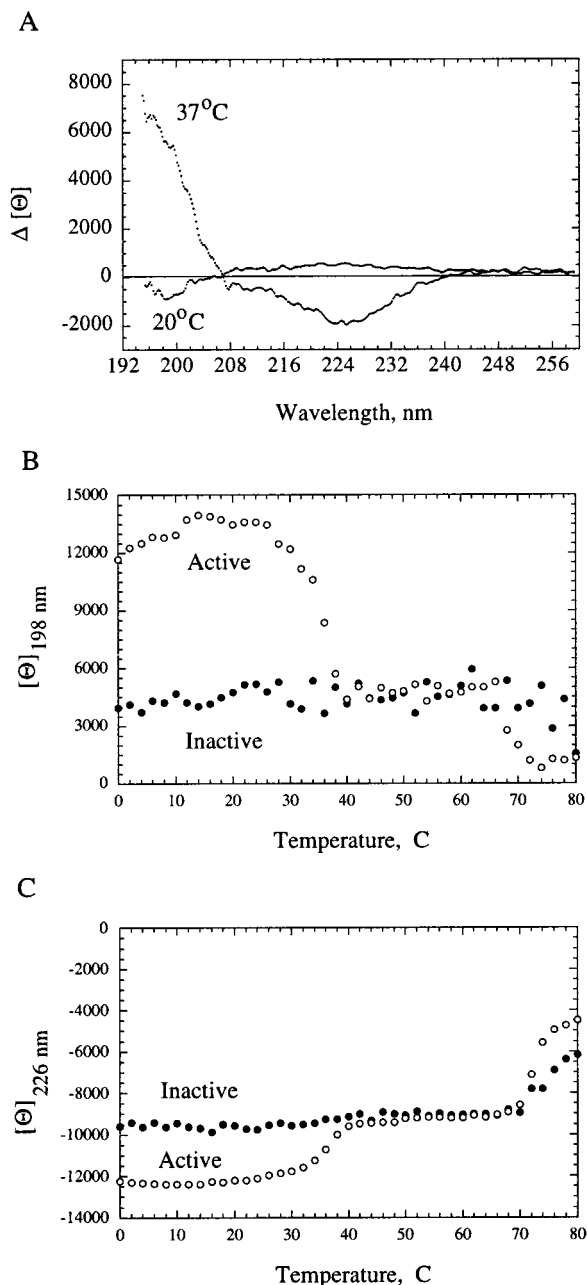 A
8000
6000
4000
2000
0
-2000
37°C
20°C
Δ [Θ]
192 200 208 216 224 232 240 248 256
Wavelength, nm
B
15000
12000
9000
6000
3000
0
Active
Inactive
[Θ]198 nm
0 10 20 30 40 50 60 70 80
Temperature, C
C
0
-2000
-4000
-6000
-8000
-10000
-12000
-14000
Inactive
Active
[Θ]226 nm
0 10 20 30 40 50 60 70 80
Temperature, C